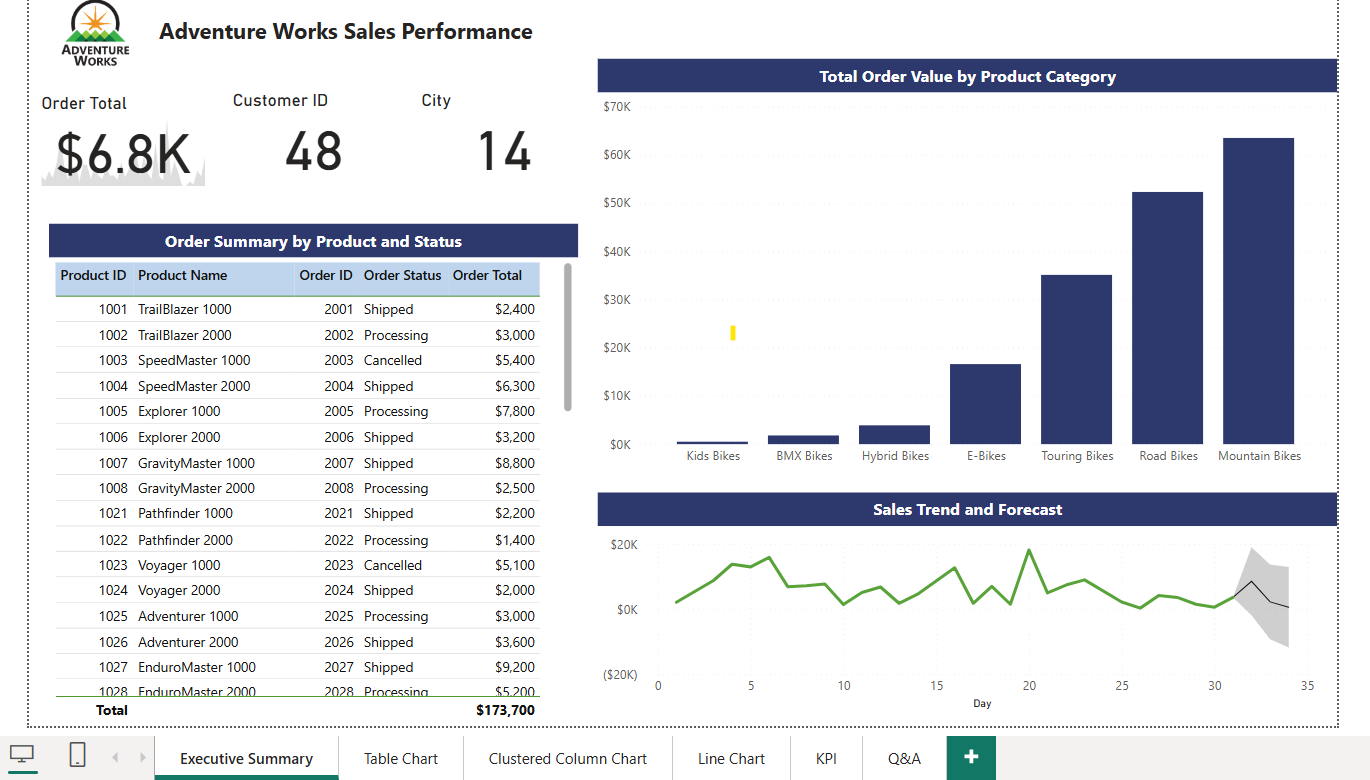 ADVENTURE
WORKS
Adventure Works Sales Performance
Order Total
Customer ID
City
$6.8K
48
14
Order Summary by Product and Status
Product ID Product Name Order ID Order Status Order Total
1001 TrailBlazer 1000 2001 Shipped $2,400
1002 TrailBlazer 2000 2002 Processing $3,000
1003 SpeedMaster 1000 2003 Cancelled $5,400
1004 SpeedMaster 2000 2004 Shipped $6,300
1005 Explorer 1000 2005 Processing $7,800
1006 Explorer 2000 2006 Shipped $3,200
1007 GravityMaster 1000 2007 Shipped $8,800
1008 GravityMaster 2000 2008 Processing $2,500
1021 Pathfinder 1000 2021 Shipped $2,200
1022 Pathfinder 2000 2022 Processing $1,400
1023 Voyager 1000 2023 Cancelled $5,100
1024 Voyager 2000 2024 Shipped $2,000
1025 Adventurer 1000 2025 Processing $3,000
1026 Adventurer 2000 2026 Shipped $3,600
1027 EnduroMaster 1000 2027 Shipped $9,200
1028 EnduroMaster 2000 2028 Processing $5,200
Total $173,700
Total Order Value by Product Category
$70K
$60K
$50K
$40K
$30K
$20K
$10K
$0K
Kids Bikes BMX Bikes Hybrid Bikes E-Bikes Touring Bikes Road Bikes Mountain Bikes
Sales Trend and Forecast
$20K
$0K
($20K)
0 5 10 15 20 25 30 35
Day
Executive Summary Table Chart Clustered Column Chart Line Chart KPI Q&A +